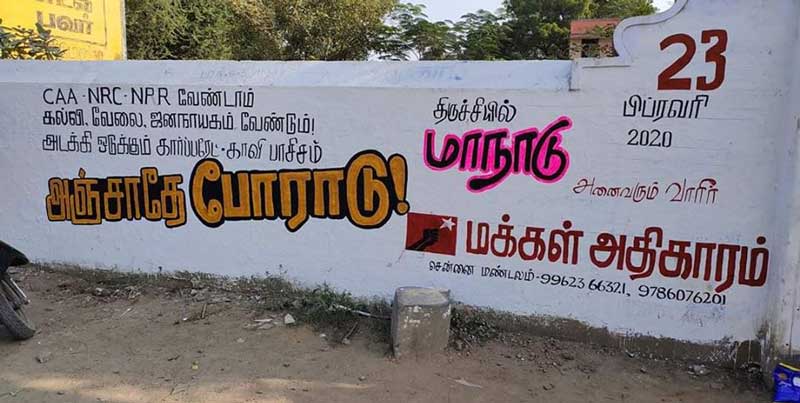 CAA-NRC-NPR வேண்டாம்
கல்வி, வேலை, ஜனநாயகம் வேண்டும்!
அடக்கி ஒடுக்கும் கார்ப்பரேட்-காவி பாசிசம்
அஞ்சாதே போராடு!
திருச்சியில்
மாநாடு
23
பிப்ரவரி
2020
அனைவரும் வாரீர்
மக்கள் அதிகாரம்
சென்னை மண்டலம்-99623 66321, 9786076201
பவர்